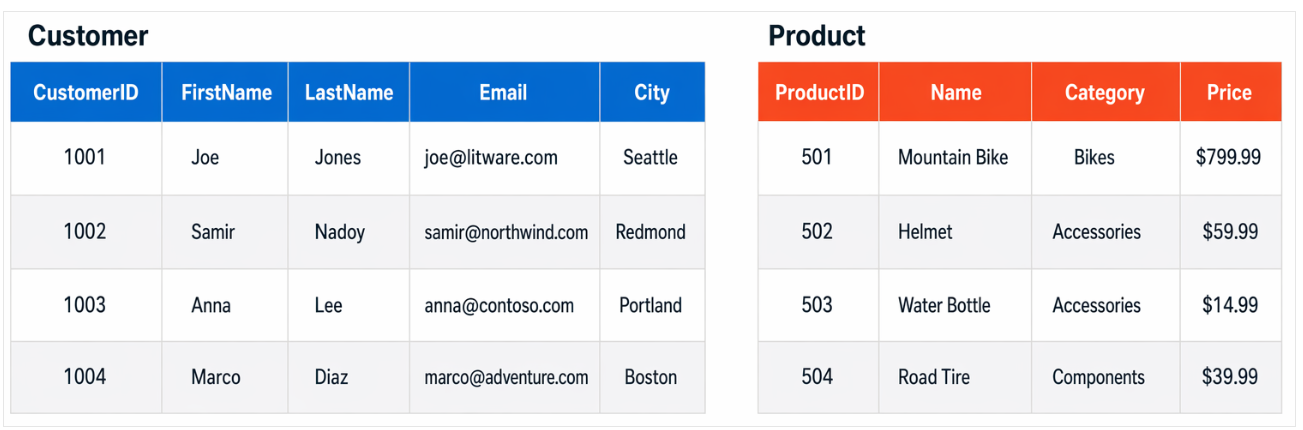 Customer
CustomerID FirstName LastName Email City
1001 Joe Jones joe@litware.com Seattle
1002 Samir Nadoy samir@northwind.com Redmond
1003 Anna Lee anna@contoso.com Portland
1004 Marco Diaz marco@adventure.com Boston
Product
ProductID Name Category Price
501 Mountain Bike Bikes $799.99
502 Helmet Accessories $59.99
503 Water Bottle Accessories $14.99
504 Road Tire Components $39.99